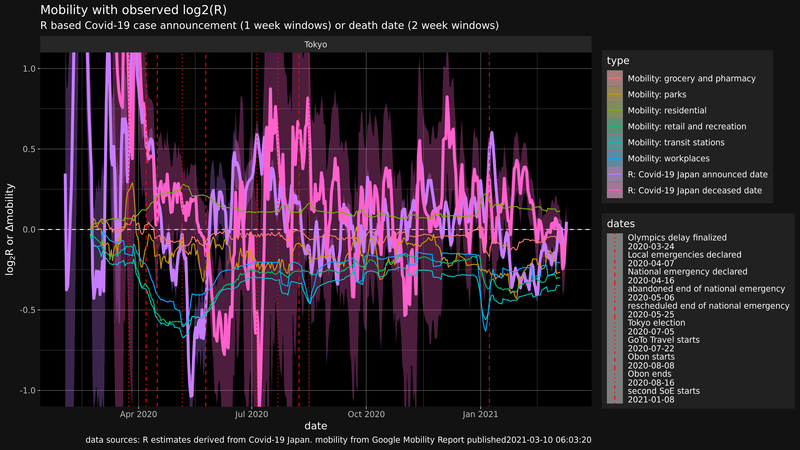 Mobility with observed log2(R)
R based Covid-19 case announcement (1 week windows) or death date (2 week windows)
Tokyo
1.0
0.5
0.0
-0.5
-1.0
log₂R or Δmobility
Apr 2020
Jul 2020
Oct 2020
Jan 2021
date
type
Mobility: grocery and pharmacy
Mobility: parks
Mobility: residential
Mobility: retail and recreation
Mobility: transit stations
Mobility: workplaces
R: Covid-19 Japan announced date
R: Covid-19 Japan deceased date
dates
Olympics delay finalized
2020-03-24
Local emergencies declared
2020-04-07
National emergency declared
2020-04-16
abandoned end of national emergency
2020-05-06
rescheduled end of national emergency
2020-05-25
Tokyo election
2020-07-05
GoTo Travel starts
2020-07-22
Obon starts
2020-08-08
Obon ends
2020-08-16
second SoE starts
2021-01-08
data sources: R estimates derived from Covid-19 Japan. mobility from Google Mobility Report published2021-03-10 06:03:20